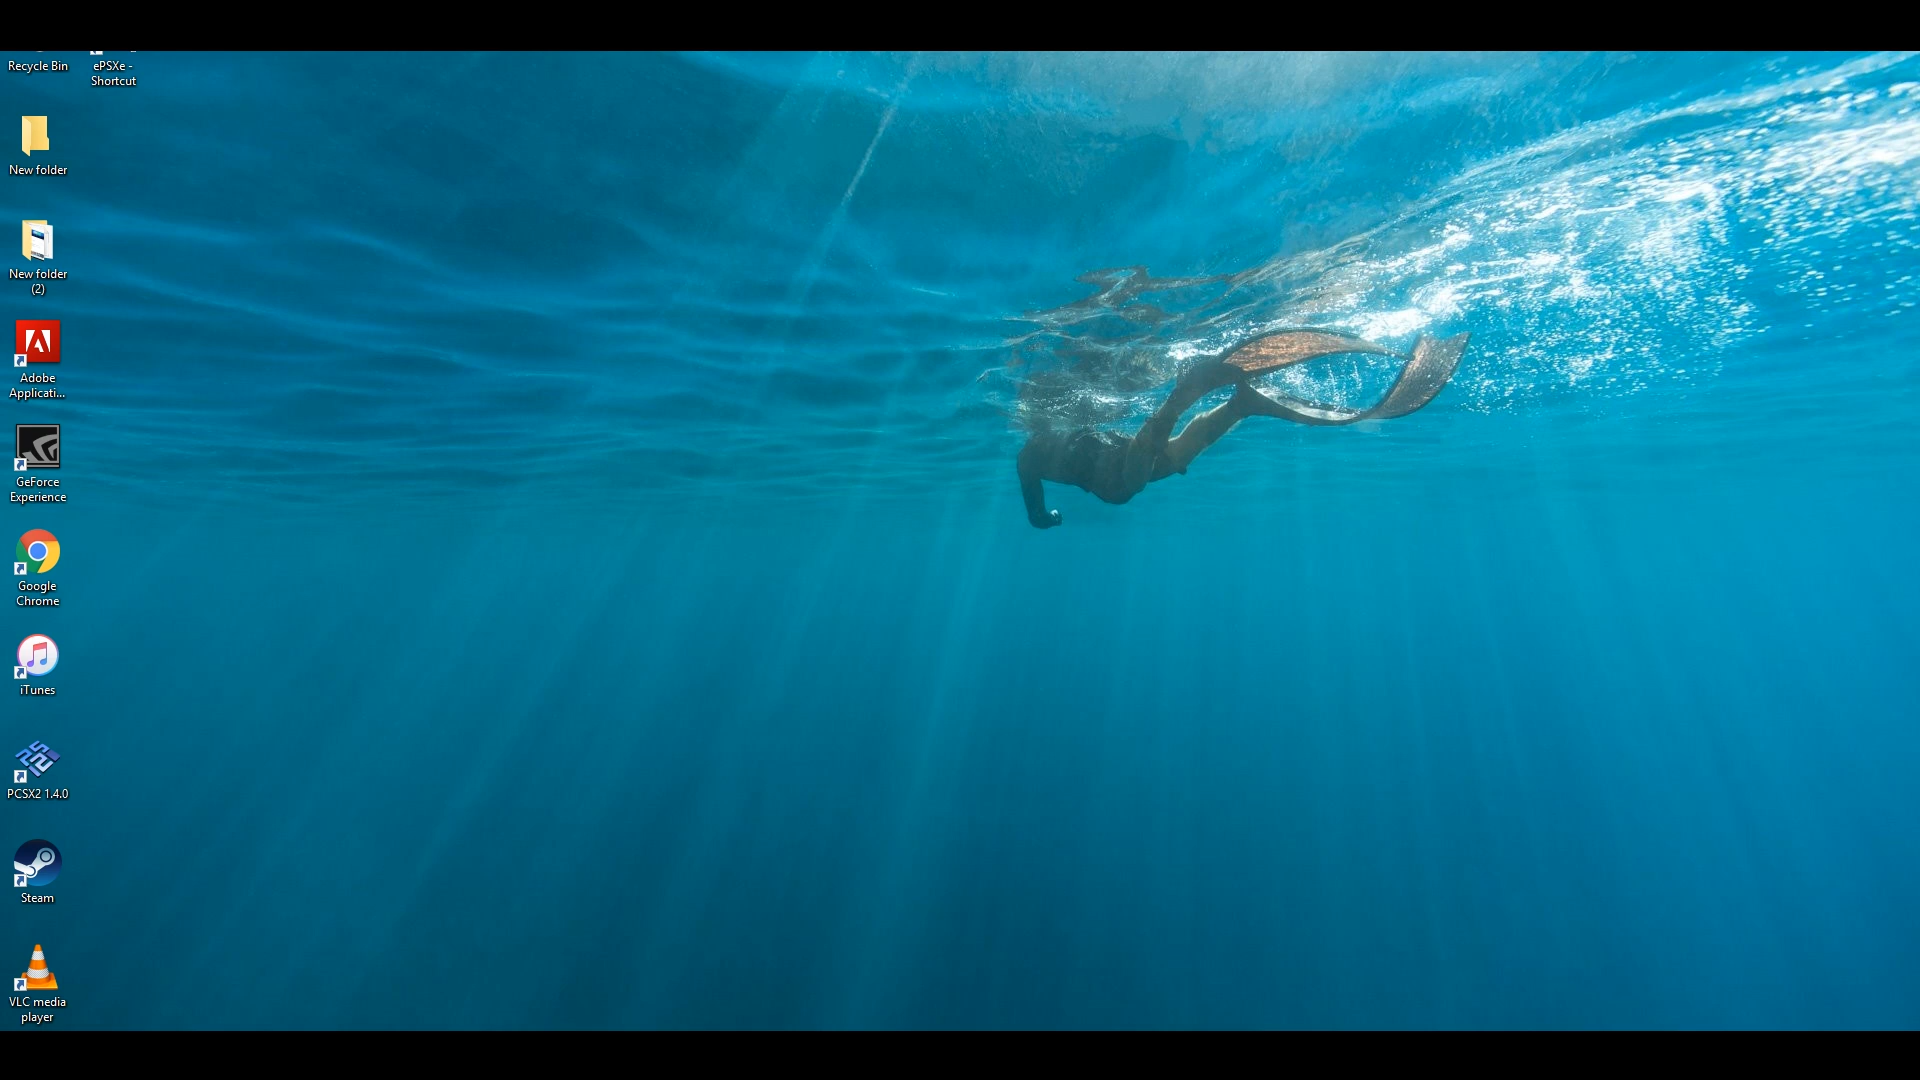 Recycle Bin
ePSXe -
Shortcut
New folder
New folder
(2)
Adobe
Applicati...
GeForce
Experience
Google
Chrome
iTunes
PCSX2 1.4.0
Steam
VLC media
player